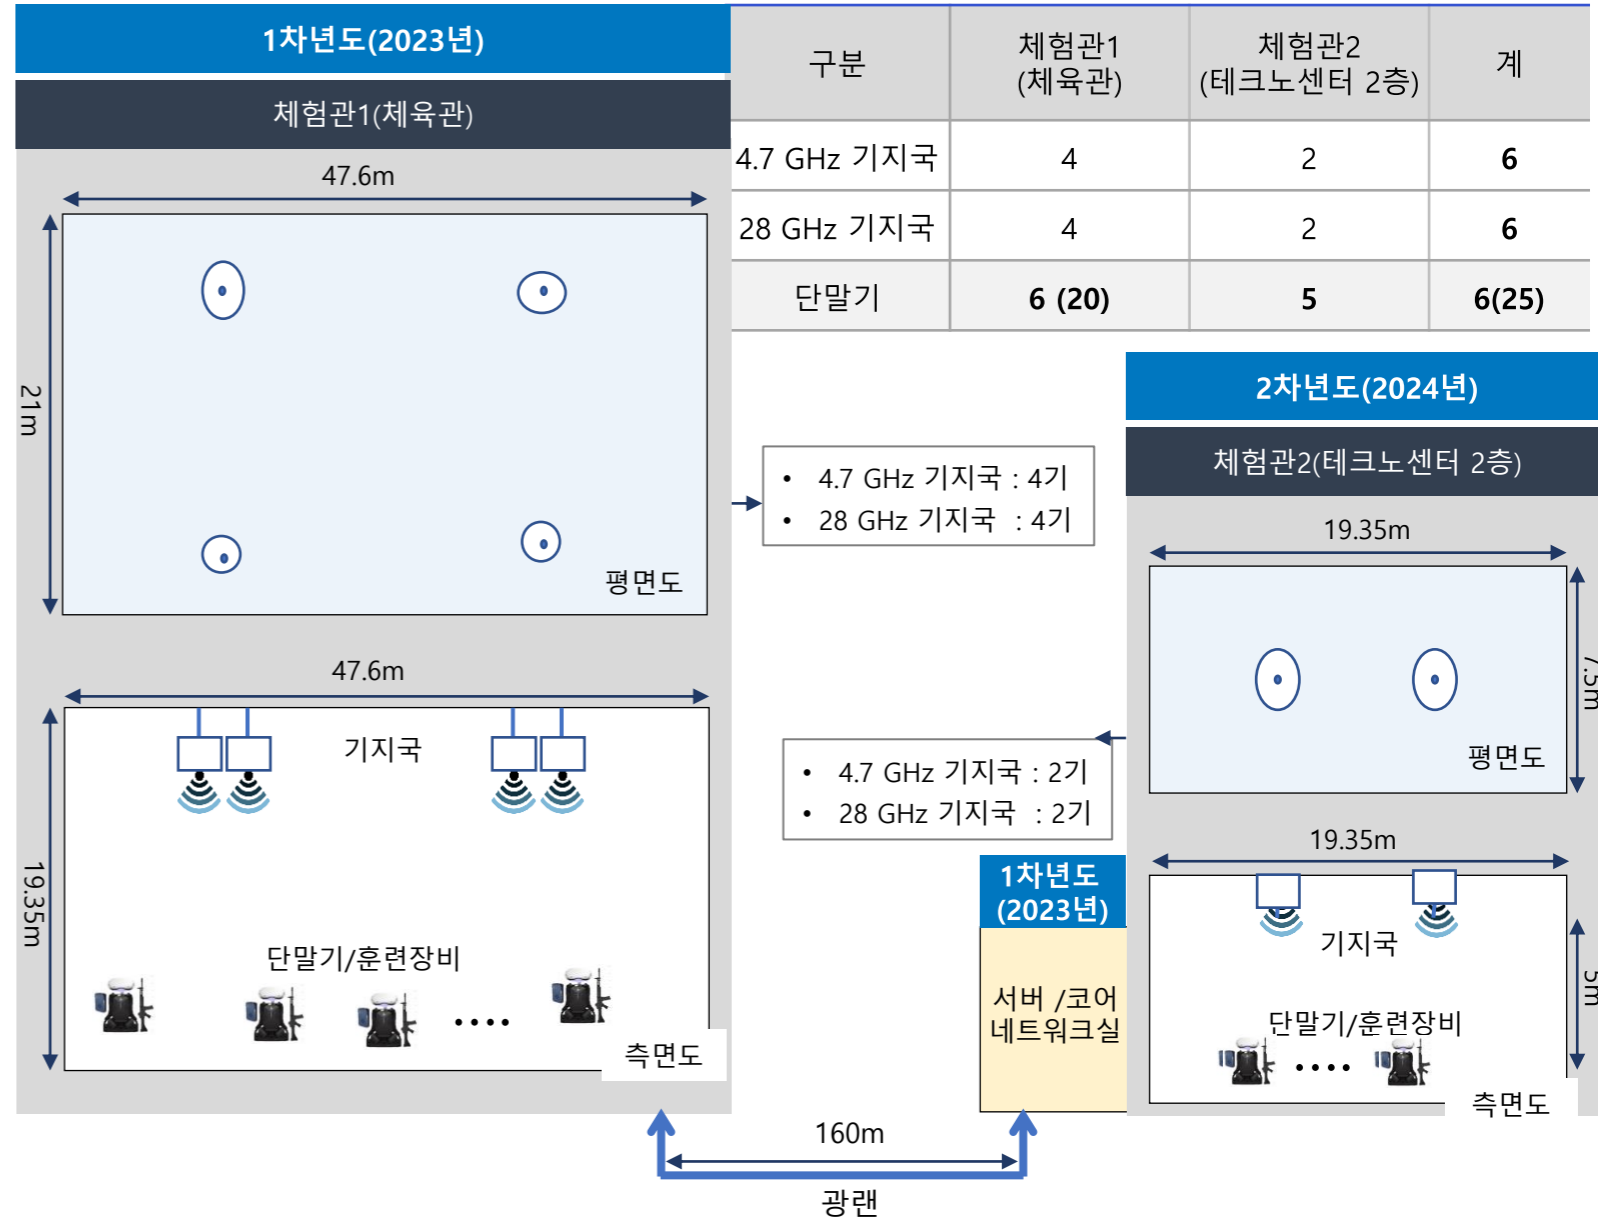 1차년도(2023년)
체험관1(체육관)
47.6m
21m
평면도
47.6m
19.35m
기지국
단말기/훈련장비
측면도
구분
체험관1
(체육관)
체험관2
(테크노센터 2층)
계
4.7 GHz 기지국 4 2 6
28 GHz 기지국 4 2 6
단말기 6 (20) 5 6(25)
• 4.7 GHz 기지국 : 4기
• 28 GHz 기지국 : 4기
2차년도(2024년)
체험관2(테크노센터 2층)
19.35m
7.5m
평면도
• 4.7 GHz 기지국 : 2기
• 28 GHz 기지국 : 2기
19.35m
기지국
5m
단말기/훈련장비
측면도
1차년도
(2023년)
서버 /코어
네트워크실
160m
광랜